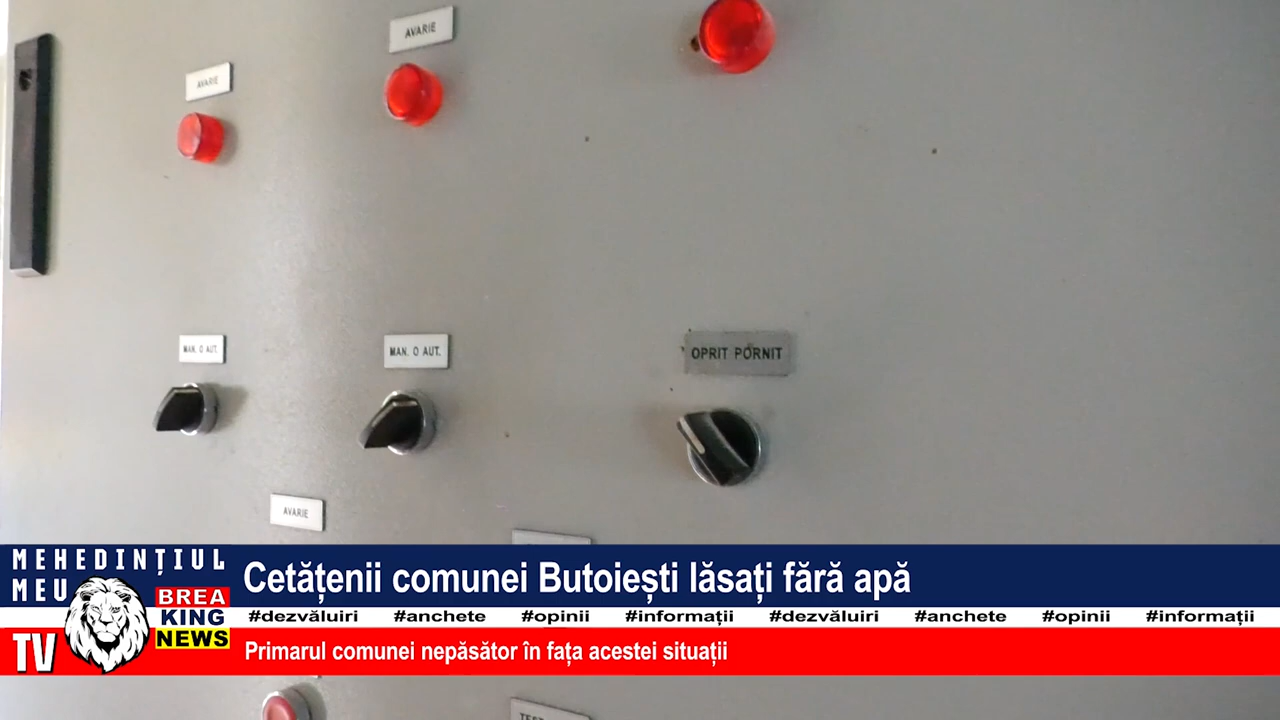 AVARIE
AVARIE
MAN. O AUT.
MAN. O AUT.
OPRIT PORNIT
AVARIE
MEHEDINȚIUL
MEU
TV
BREA
KING
NEWS
Cetățenii comunei Butoiești lăsați fără apă
#dezvăluiri #anchete #opinii #informații #dezvăluiri #anchete #opinii #informații
Primarul comunei nepăsător în fața acestei situații